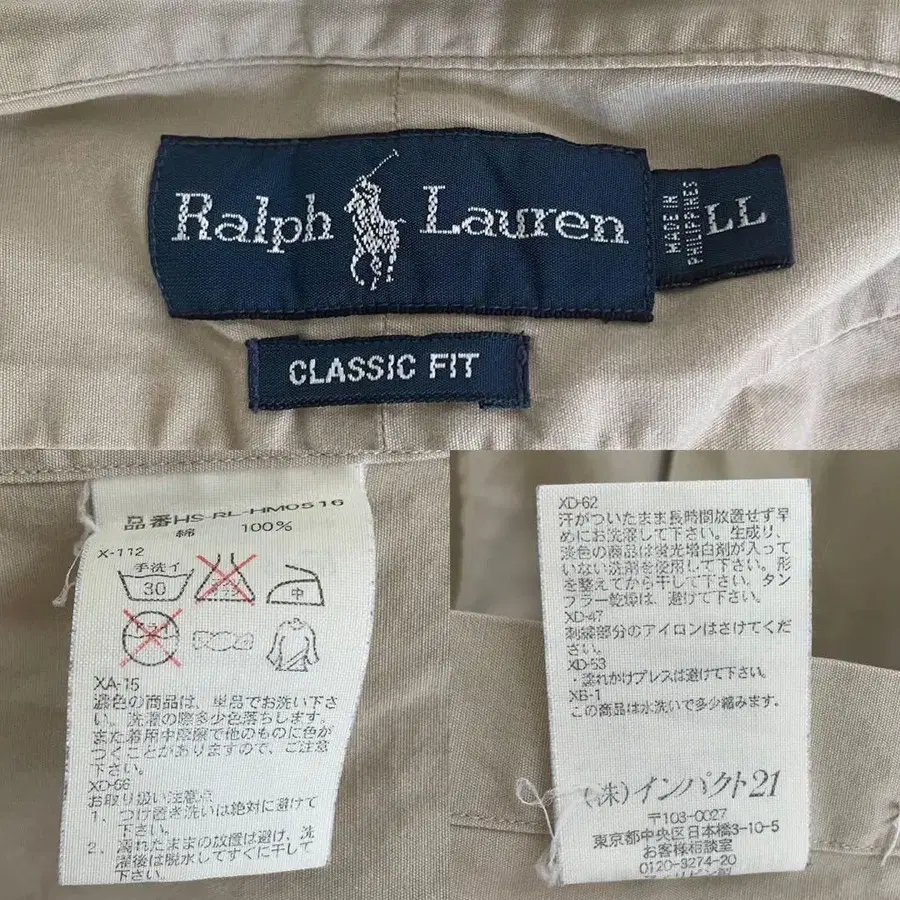 Ralph Lauren
MADE IN
PHILIPPINES
LL
CLASSIC FIT
品番HS-RL-HM0516
綿 100%
X-112
手洗イ
30
中
XA-15
濃色の商品は、単品でお洗い下さ
い。洗濯の際多少色落ちします。
また着用中摩擦で他のものに色が
つくことがありますので、ご注意
下さい。
XD-66
お取り扱い注意点
1、つけ置き洗いは絶対に避けて
下さい。
2、濡れたままの放置は避け、洗
濯後は脱水してすぐに干して
下さい。
XD-62
汗がついたまま長時間放置せず早
めにお洗濯して下さい。生成り、
淡色の商品は蛍光増白剤が入って
いない洗剤を使用して下さい。形
を整えてから干して下さい。タン
ブラー乾燥は、避けて下さい。
XD-47
刺繍部分のアイロンはさけてくだ
さい。
XD-53
・濡れがけプレスは避けて下さい。
XB-1
この商品は水洗いで多少縮みます。
(株)インパクト21
〒103-0027
東京都中央区日本橋3-10-5
お客様相談室
0120-3274-20
フィリピン製